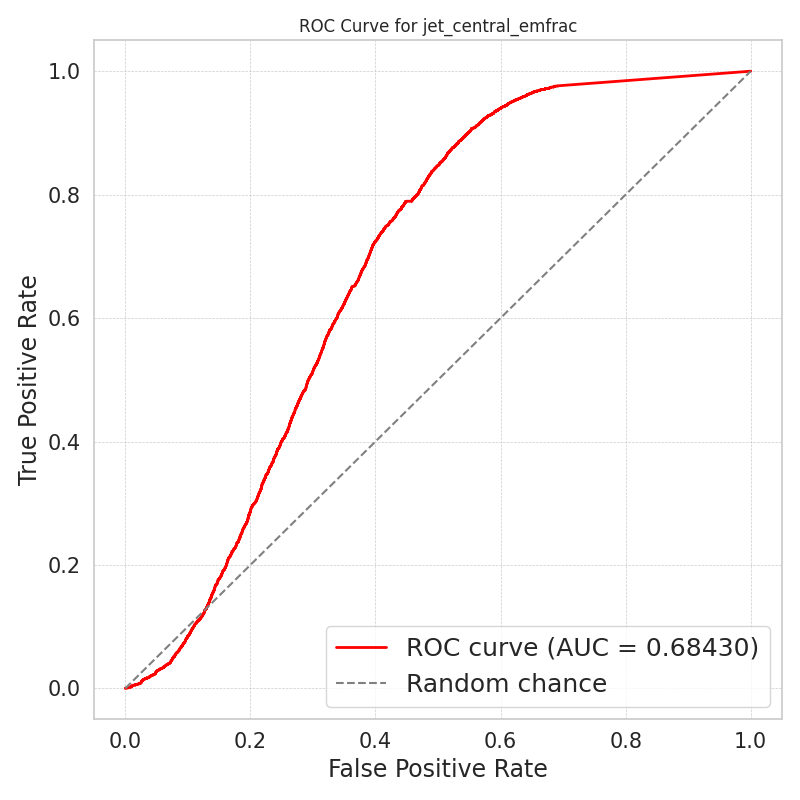 ROC Curve for jet_central_emfrac
True Positive Rate
1.0
0.8
0.6
0.4
0.2
0.0
ROC curve (AUC = 0.68430)
Random chance
0.0 0.2 0.4 0.6 0.8 1.0
False Positive Rate